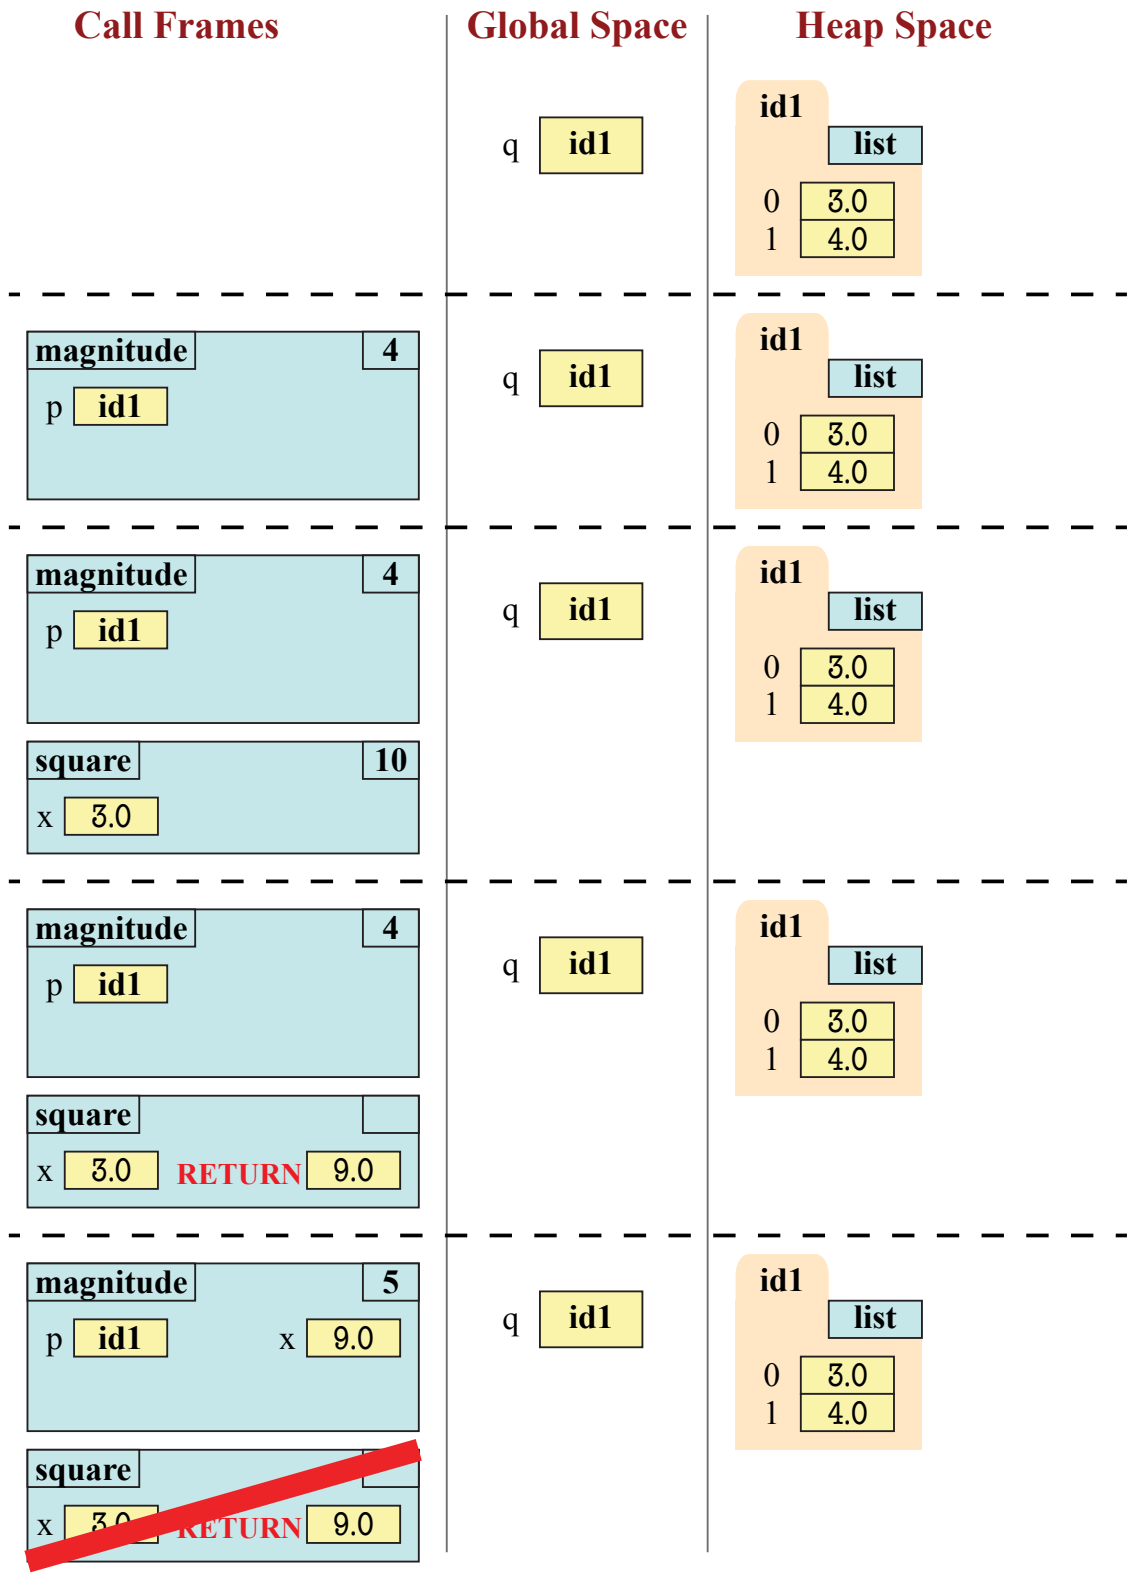 Call Frames Global Space Heap Space
id1
q id1 list
0 3.0
1 4.0
id1
magnitude 4
p id1 q id1 list
0 3.0
1 4.0
id1
magnitude 4
p id1 q id1 list
0 3.0
1 4.0
square 10
x 3.0
id1
magnitude 4
p id1 q id1 list
0 3.0
1 4.0
square
x 3.0 RETURN 9.0
id1
magnitude 5
p id1 x 9.0 q id1 list
0 3.0
1 4.0
square
x 3.0 RETURN 9.0